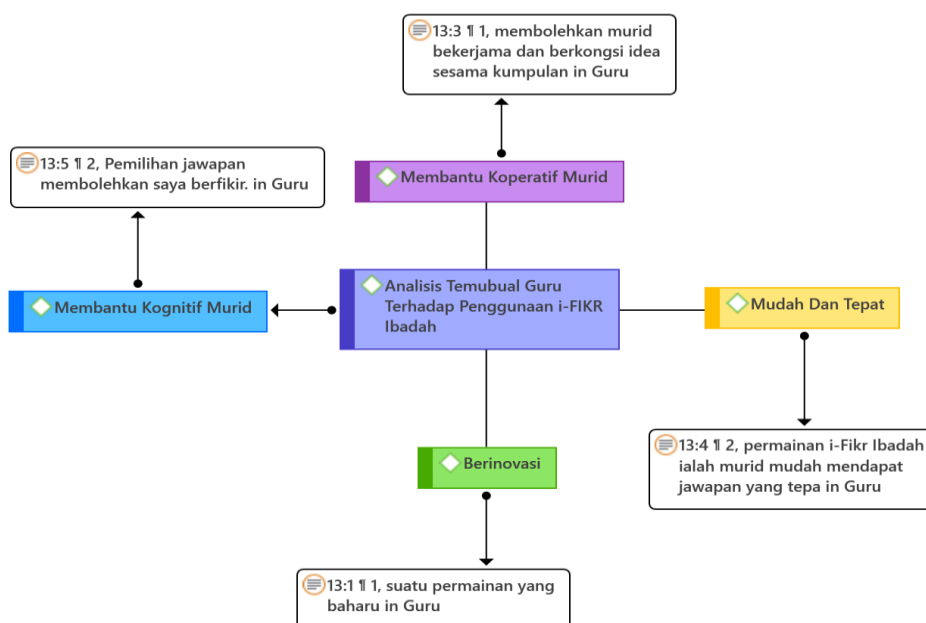 13:3 ¶ 1, membolehkan murid
bekerjama dan berkongsi idea
sesama kumpulan in Guru
13:5 ¶ 2, Pemilihan jawapan
membolehkan saya berfikir. in Guru
Membantu Koperatif Murid
Membantu Kognitif Murid
Analisis Temubual Guru
Terhadap Penggunaan i-FIKR
Ibadah
Mudah Dan Tepat
13:4 ¶ 2, permainan i-Fikr Ibadah
ialah murid mudah mendapat
jawapan yang tepa in Guru
Berinovasi
13:1 ¶ 1, suatu permainan yang
baharu in Guru